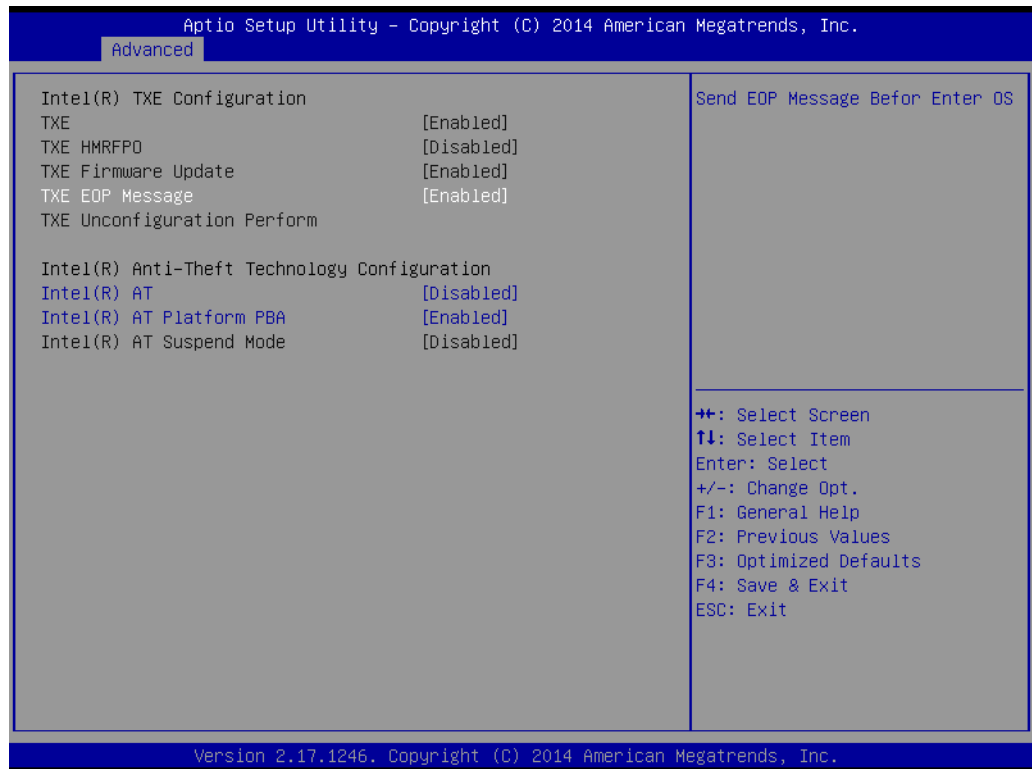 Aptio Setup Utility – Copyright (C) 2014 American Megatrends, Inc.
Advanced
Intel(R) TXE Configuration
TXE [Enabled]
TXE HMRFPO [Disabled]
TXE Firmware Update [Enabled]
TXE EOP Message [Enabled]
TXE Unconfiguration Perform
Intel(R) Anti-Theft Technology Configuration
Intel(R) AT [Disabled]
Intel(R) AT Platform PBA [Enabled]
Intel(R) AT Suspend Mode [Disabled]
Send EOP Message Befor Enter OS
→←: Select Screen
↑↓: Select Item
Enter: Select
+/-: Change Opt.
F1: General Help
F2: Previous Values
F3: Optimized Defaults
F4: Save & Exit
ESC: Exit
Version 2.17.1246. Copyright (C) 2014 American Megatrends, Inc.